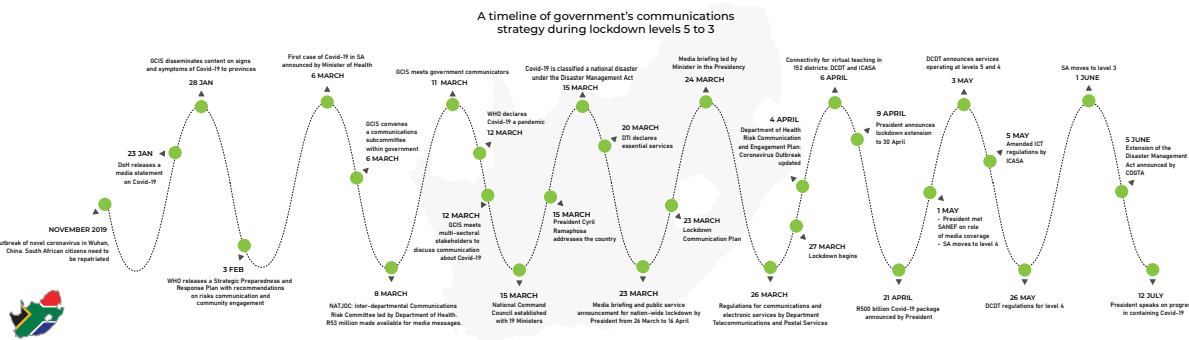 A timeline of government's communications
strategy during lockdown levels 5 to 3
NOVEMBER 2019
utbreak of novel coronavirus in Wuhan,
China. South African citizens need to
be repatriated
23 JAN
DoH releases a
media statement
on Covid-19
GCIS disseminates content on signs
and symptoms of Covid-19 to provinces
28 JAN
3 FEB
WHO releases a Strategic Preparedness and
Response Plan with recommendations
on risks communication and
community engagement
First case of Covid-19 in SA
announced by Minister of Health
6 MARCH
GCIS convenes
a communications
subcommittee
within government
6 MARCH
8 MARCH
NATJOC: Inter-departmental Communications
Risk Committee led by Department of Health.
R53 million made available for media messages.
GCIS meets government communicators
11 MARCH
WHO declares
Covid-19 a pandemic
12 MARCH
12 MARCH
GCIS meets
multi-sectoral
stakeholders to
discuss communication
about Covid-19
15 MARCH
National Command
Council established
with 19 Ministers
15 MARCH
President Cyril
Ramaphosa
addresses the country
Covid-19 is classified a national disaster
under the Disaster Management Act
15 MARCH
20 MARCH
DTI declares
essential services
23 MARCH
Media briefing and public service
announcement for nation-wide lockdown by
President from 26 March to 16 April
23 MARCH
Lockdown
Communication Plan
Media briefing led by
Minister in the Presidency
24 MARCH
26 MARCH
Regulations for communications and
electronic services by Department
Telecommunications and Postal Services
27 MARCH
Lockdown begins
4 APRIL
Department of Health
Risk Communication
and Engagement Plan:
Coronavirus Outbreak
updated
Connectivity for virtual teaching in
152 districts: DCDT and ICASA
6 APRIL
9 APRIL
President announces
lockdown extension
to 30 April
21 APRIL
R500 billion Covid-19 package
announced by President
1 MAY
- President met
SANEF on role
of media coverage
- SA moves to level 4
DCDT announces services
operating at levels 5 and 4
3 MAY
5 MAY
Amended ICT
regulations by
ICASA
26 MAY
DCDT regulations for level 4
SA moves to level 3
1 JUNE
5 JUNE
Extension of the
Disaster Management
Act announced by
COGTA
12 JULY
President speaks on progres
in containing Covid-19